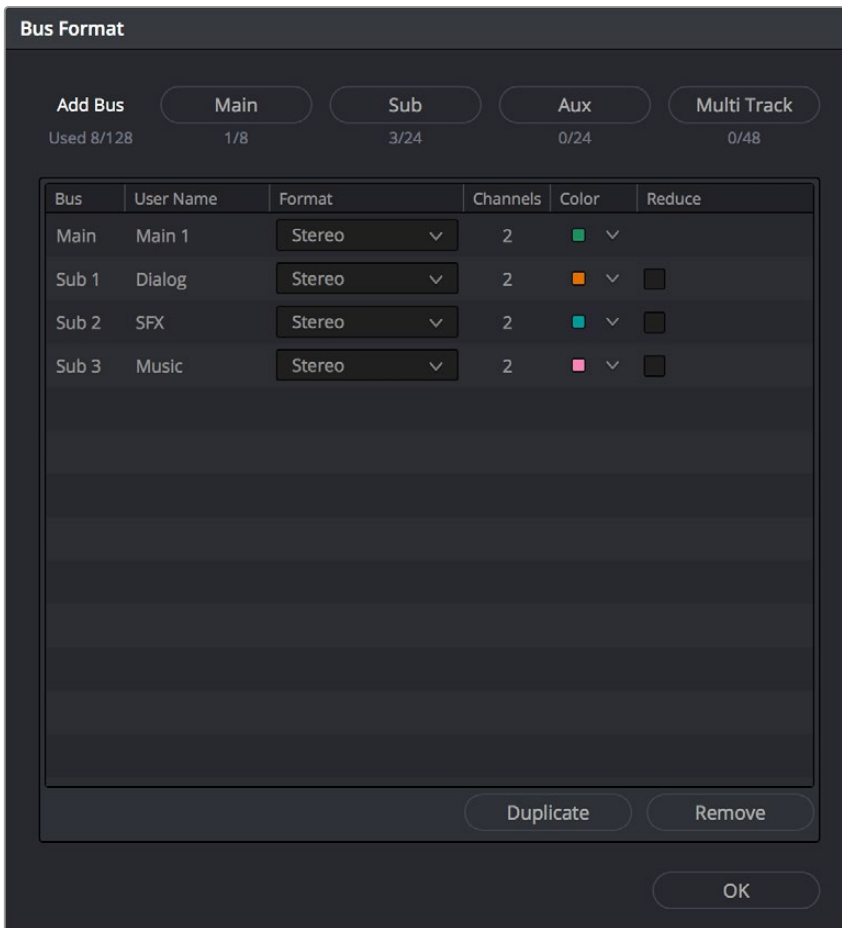 Bus Format
Add Bus Main Sub Aux Multi Track
Used 8/128 1/8 3/24 0/24 0/48
Bus User Name Format Channels Color Reduce
Main Main 1 Stereo 2
Sub 1 Dialog Stereo 2
Sub 2 SFX Stereo 2
Sub 3 Music Stereo 2
Duplicate Remove
OK